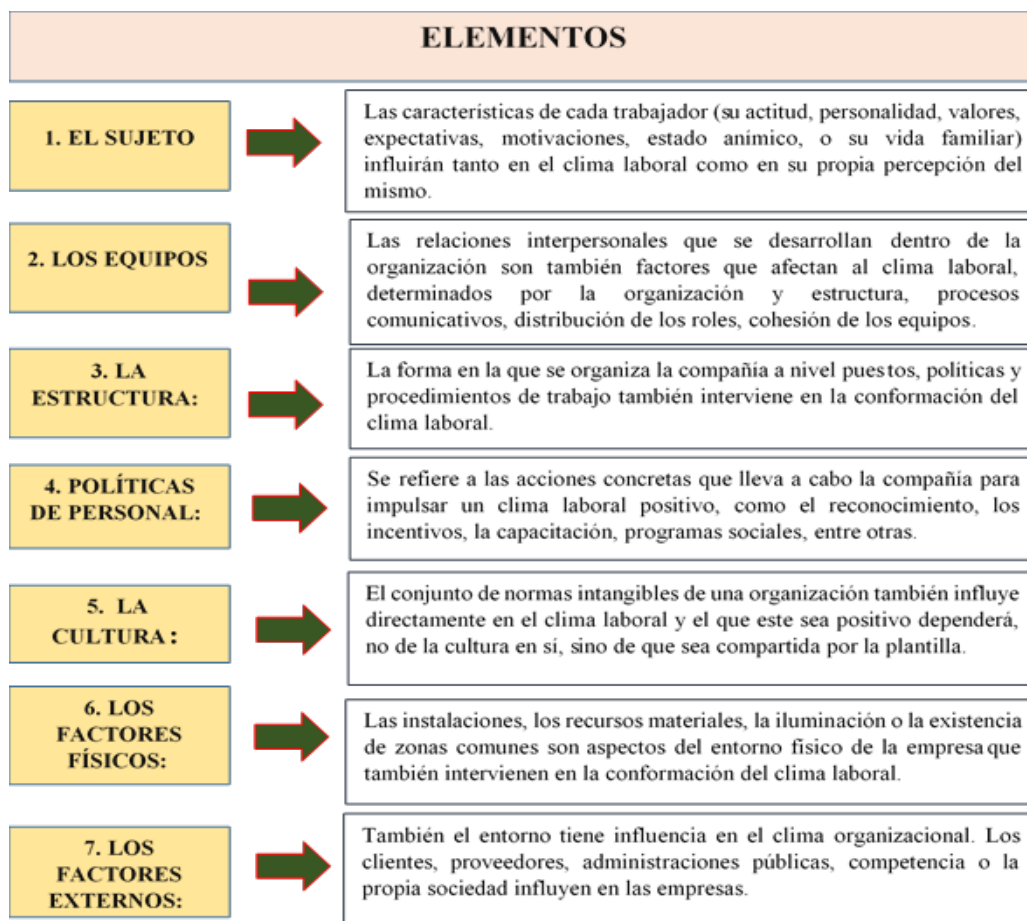 ELEMENTOS
1. EL SUJETO
Las características de cada trabajador (su actitud, personalidad, valores,
expectativas, motivaciones, estado anímico, o su vida familiar)
influirán tanto en el clima laboral como en su propia percepción del
mismo.
2. LOS EQUIPOS
Las relaciones interpersonales que se desarrollan dentro de la
organización son también factores que afectan al clima laboral,
determinados por la organización y estructura, procesos
comunicativos, distribución de los roles, cohesión de los equipos.
3. LA
ESTRUCTURA:
La forma en la que se organiza la compañía a nivel puestos, políticas y
procedimientos de trabajo también interviene en la conformación del
clima laboral.
4. POLÍTICAS
DE PERSONAL:
Se refiere a las acciones concretas que lleva a cabo la compañía para
impulsar un clima laboral positivo, como el reconocimiento, los
incentivos, la capacitación, programas sociales, entre otras.
5. LA
CULTURA:
El conjunto de normas intangibles de una organización también influye
directamente en el clima laboral y el que este sea positivo dependerá,
no de la cultura en sí, sino de que sea compartida por la plantilla.
6. LOS
FACTORES
FÍSICOS:
Las instalaciones, los recursos materiales, la iluminación o la existencia
de zonas comunes son aspectos del entorno físico de la empresa que
también intervienen en la conformación del clima laboral.
7. LOS
FACTORES
EXTERNOS:
También el entorno tiene influencia en el clima organizacional. Los
clientes, proveedores, administraciones públicas, competencia o la
propia sociedad influyen en las empresas.